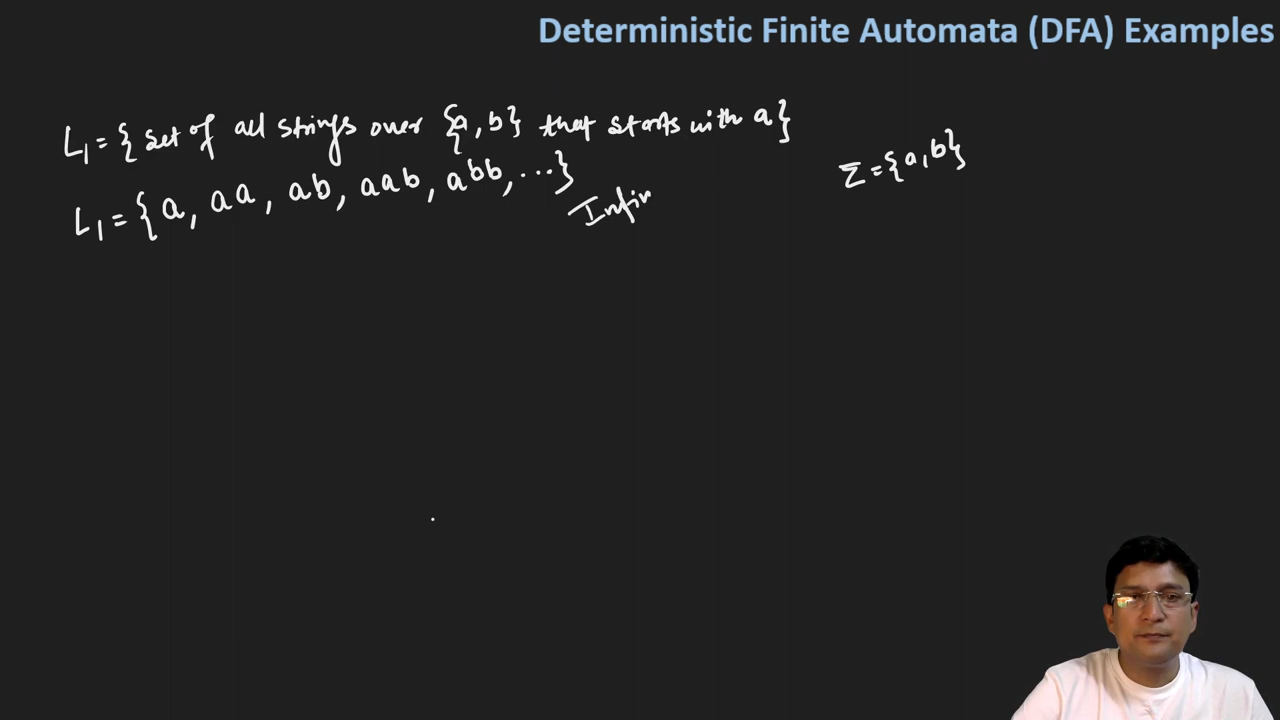 Deterministic Finite Automata (DFA) Examples
L₁ = { set of all strings over {a, b} that starts with a}
Σ = {a, b}
L₁ = { a, aa, ab, aab, abb, ...}
Infin